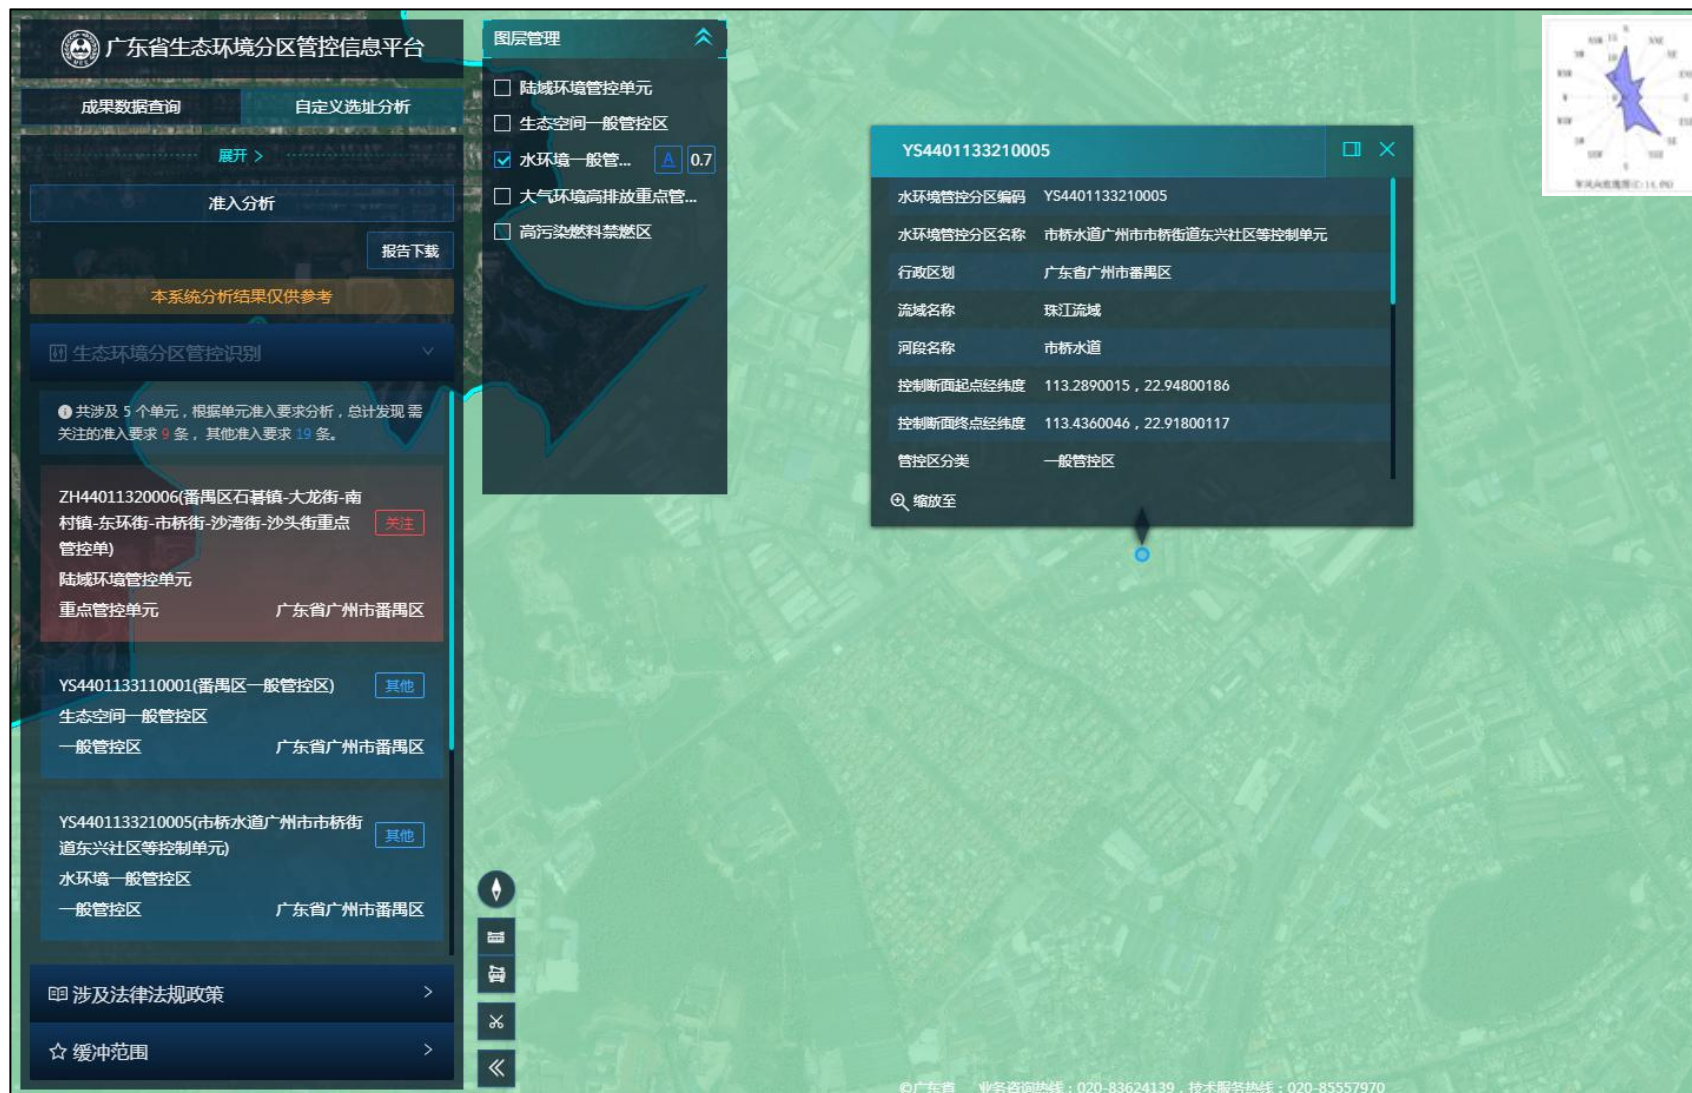 广东省生态环境分区管控信息平台
成果数据查询
自定义选址分析
展开 >
准入分析
报告下载
本系统分析结果仅供参考
生态环境分区管控识别
共涉及 5 个单元，根据单元准入要求分析，总计发现 需
关注的准入要求 9 条， 其他准入要求 19 条。
ZH44011320006(番禺区石碁镇-大龙街-南
村镇-东环街-市桥街-沙湾街-沙头街重点
管控单)
关注
陆域环境管控单元
重点管控单元
广东省广州市番禺区
YS4401133110001(番禺区一般管控区)
其他
生态空间一般管控区
一般管控区
广东省广州市番禺区
YS4401133210005(市桥水道广州市市桥街
道东兴社区等控制单元)
其他
水环境一般管控区
一般管控区
广东省广州市番禺区
涉及法律法规政策
缓冲范围
图层管理
陆域环境管控单元
生态空间一般管控区
水环境一般管... A 0.7
大气环境高排放重点管...
高污染燃料禁燃区
YS4401133210005
水环境管控分区编码 YS4401133210005
水环境管控分区名称 市桥水道广州市市桥街道东兴社区等控制单元
行政区划 广东省广州市番禺区
流域名称 珠江流域
河段名称 市桥水道
控制断面起点经纬度 113.2890015，22.94800186
控制断面终点经纬度 113.4360046，22.91800117
管控区分类 一般管控区
缩放至
©广东省 业务咨询热线：020-83624139，技术服务热线：020-85557970